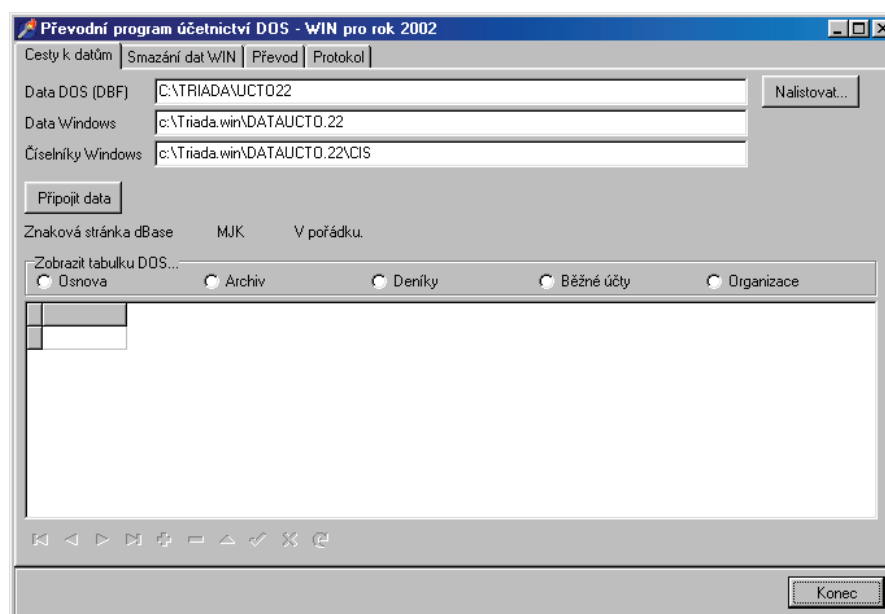 Převodní program účetnictví DOS - WIN pro rok 2002
Cesty k datům Smazání dat WIN Převod Protokol
Data DOS (DBF) C:\TRIADA\UCTO22 Nalistovat...
Data Windows c:\Triada.win\DATAUCTO.22
Číselníky Windows c:\Triada.win\DATAUCTO.22\CIS
Připojit data
Znaková stránka dBase MJK V pořádku.
Zobrazit tabulku DOS...
Osnova Archiv Deníky Běžné účty Organizace
Konec